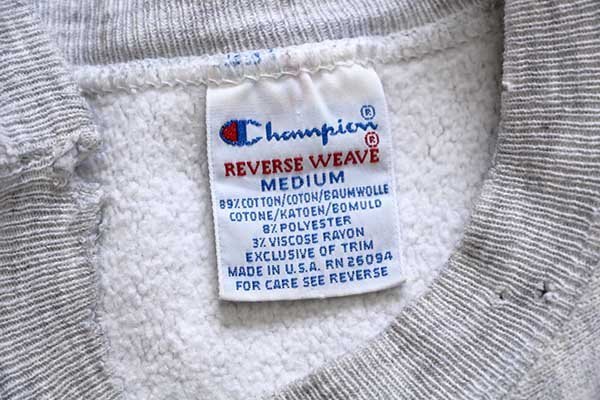 Champion®
REVERSE WEAVE®
MEDIUM
89% COTTON/COTON/BAUMWOLLE
COTONE/KATOEN/BOMULD
8% POLYESTER
3% VISCOSE RAYON
EXCLUSIVE OF TRIM
MADE IN U.S.A. RN 26094
FOR CARE SEE REVERSE